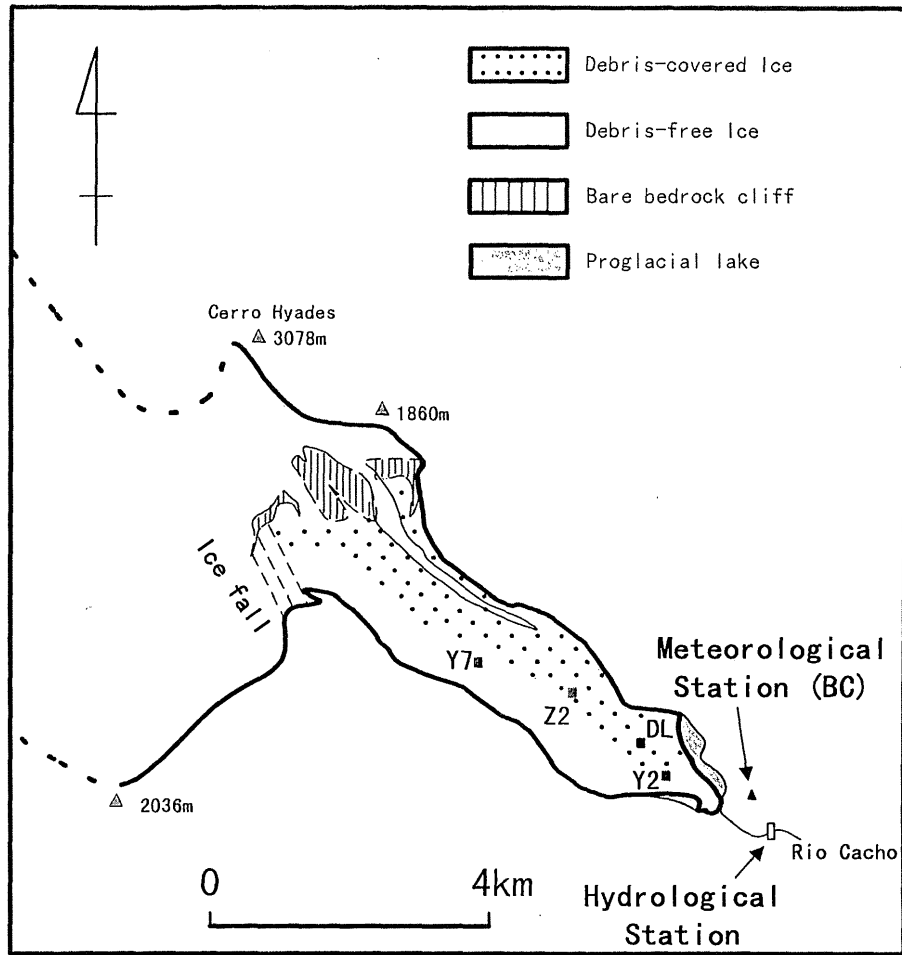 Debris-covered Ice
Debris-free Ice
Bare bedrock cliff
Proglacial lake
Cerro Hyades
3078m
1860m
Ice fall
Meteorological
Station (BC)
Y7
Z2
DL
Y2
2036m
Rio Cacho
0 4km
Hydrological
Station